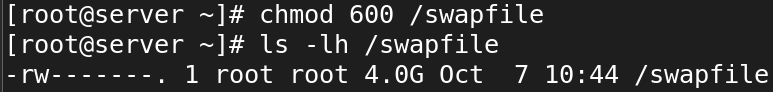 [root@server ~]# chmod 600 /swapfile
[root@server ~]# ls -lh /swapfile
-rw-------. 1 root root 4.0G Oct  7 10:44 /swapfile